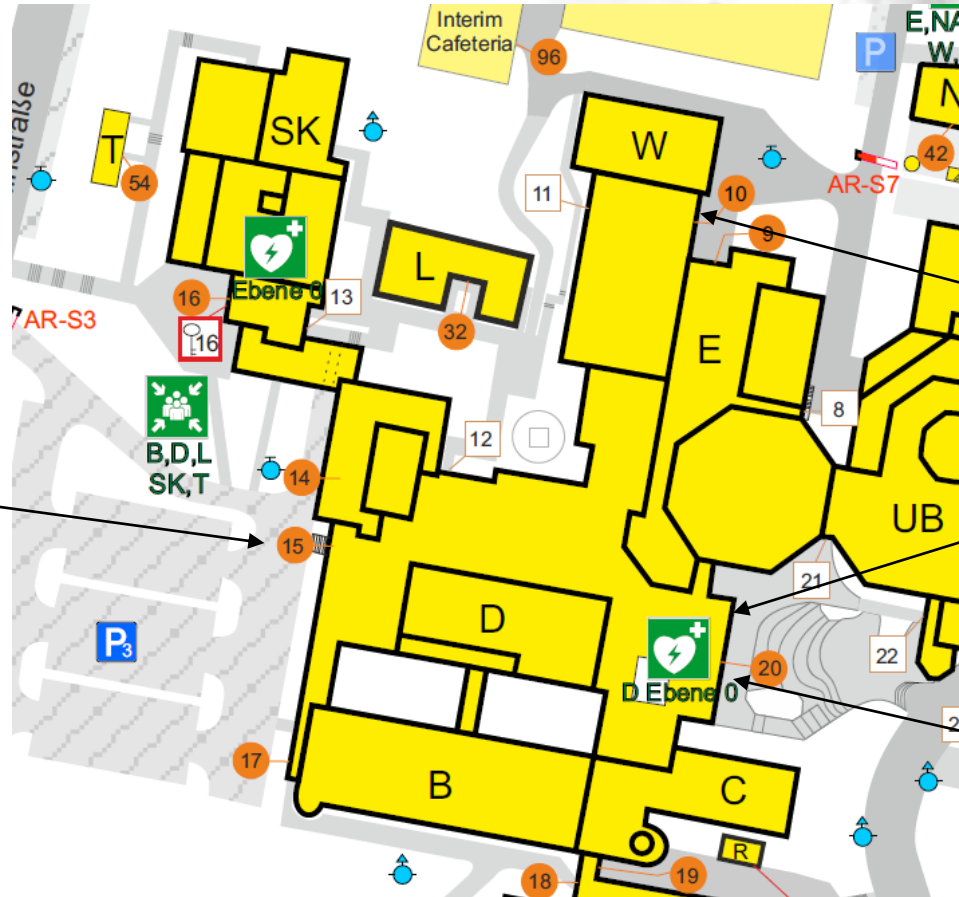 Interim
Cafeteria
96
P
E,NA
W,
N
42
AR-S7
SK
T
54
W
11
10
9
L
32
Ebene 0
13
16
16
AR-S3
E
8
B,D,L
SK,T
12
14
15
UB
21
22
D
20
D Ebene 0
P3
17
B
C
R
18
19